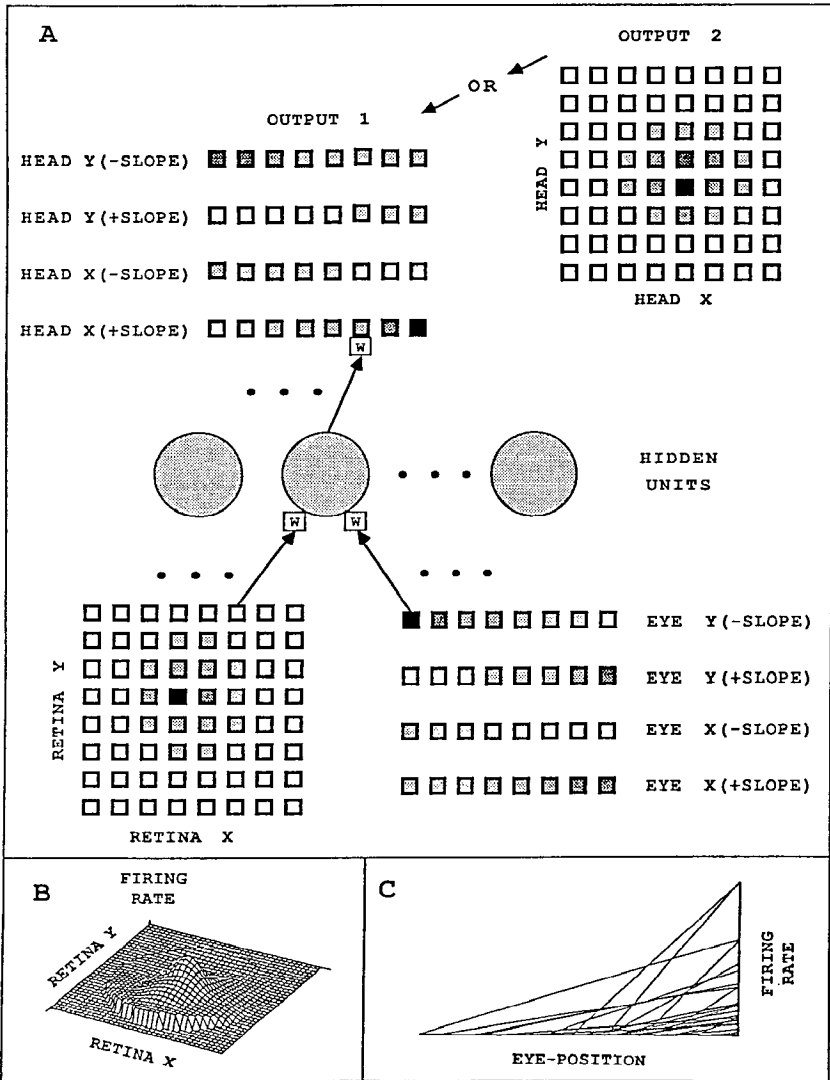 A
OUTPUT 2
OR
OUTPUT 1
HEAD Y
HEAD Y(-SLOPE)
HEAD Y(+SLOPE)
HEAD X(-SLOPE)
HEAD X(+SLOPE)
HEAD X
W
HIDDEN
UNITS
W
W
RETINA Y
EYE Y(-SLOPE)
EYE Y(+SLOPE)
EYE X(-SLOPE)
EYE X(+SLOPE)
RETINA X
B
FIRING
RATE
RETINA Y
RETINA X
C
FIRING
RATE
EYE-POSITION